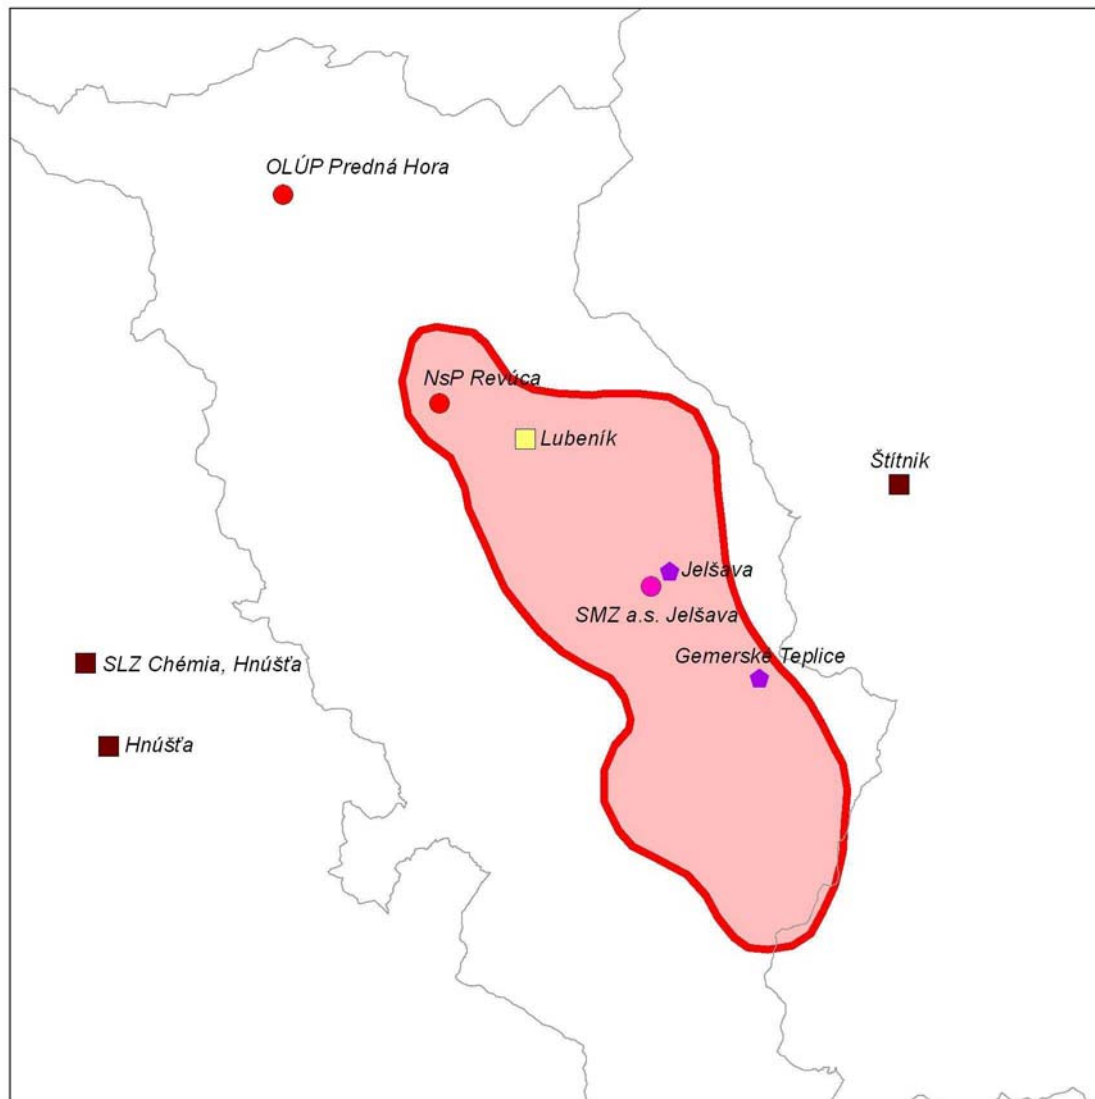 OLÚP Predná Hora
NsP Revúca
Lubeník
Štítnik
Jelšava
SMZ a.s. Jelšava
Gemerské Teplice
SLZ Chémia, Hnúšťa
Hnúšťa